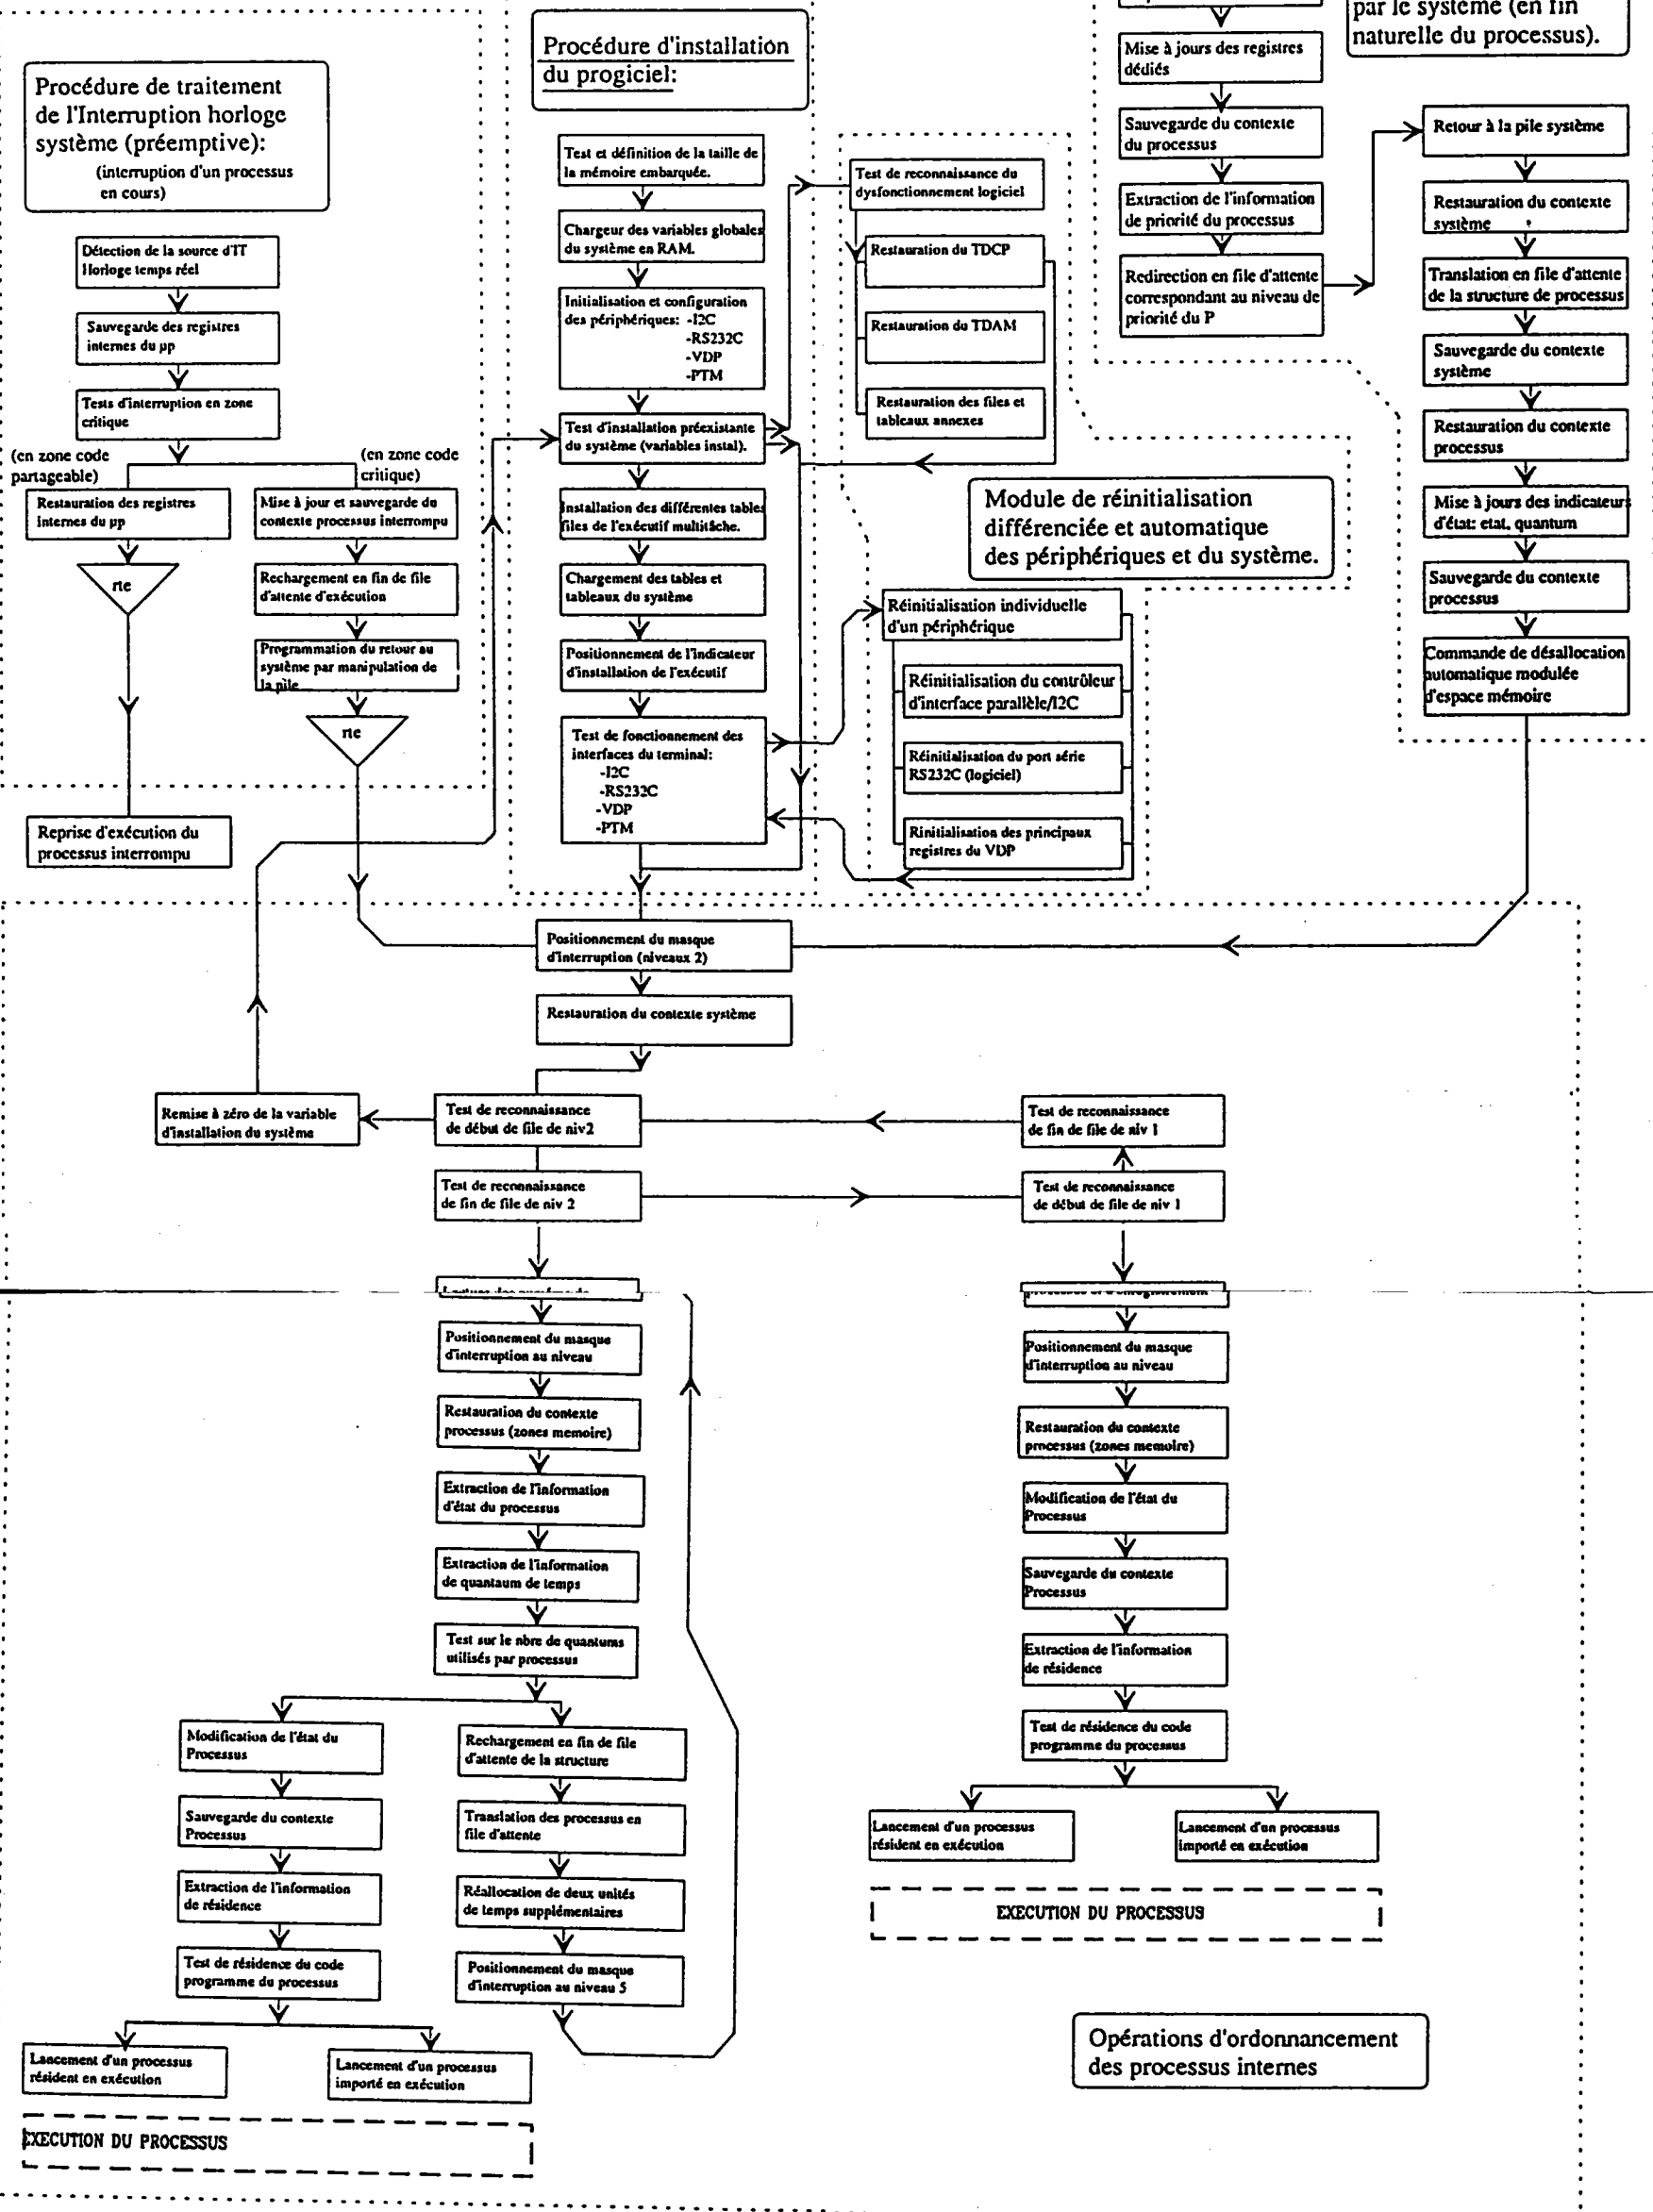 Procédure de traitement
de l'Interruption horloge
système (préemptive):
(interruption d'un processus
en cours)
Détection de la source d'IT
Horloge temps réel
Sauvegarde des registres
internes du µp
Tests d'interruption en zone
critique
(en zone code
partageable)
(en zone code
critique)
Restauration des registres
internes du µp
rte
Reprise d'exécution du
processus interrompu
Mise à jour et sauvegarde du
contexte processus interrompu
Rechargement en fin de file
d'attente d'exécution
Programmation du retour au
système par manipulation de
la pile
rte
Procédure d'installation
du progiciel:
Test et définition de la taille de
la mémoire embarquée.
Chargeur des variables globales
du système en RAM.
Initialisation et configuration
des périphériques: -I2C
-RS232C
-VDP
-PTM
Test d'installation préexistante
du système (variables instal).
Installation des différentes tables
files de l'exécutif multitâche.
Chargement des tables et
tableaux du système
Positionnement de l'indicateur
d'installation de l'exécutif
Test de fonctionnement des
interfaces du terminal:
-I2C
-RS232C
-VDP
-PTM
Test de reconnaissance du
dysfonctionnement logiciel
Restauration du TDCP
Restauration du TDAM
Restauration des files et
tableaux annexes
Module de réinitialisation
différenciée et automatique
des périphériques et du système.
Réinitialisation individuelle
d'un périphérique
Réinitialisation du contrôleur
d'interface parallèle/I2C
Réinitialisation du port série
RS232C (logiciel)
Rinitialisation des principaux
registres du VDP
par le système (en fin
naturelle du processus).
Mise à jours des registres
dédiés
Sauvegarde du contexte
du processus
Extraction de l'information
de priorité du processus
Redirection en file d'attente
correspondant au niveau de
priorité du P
Retour à la pile système
Restauration du contexte
système
Translation en file d'attente
de la structure de processus
Sauvegarde du contexte
système
Restauration du contexte
processus
Mise à jours des indicateurs
d'état: etat, quantum
Sauvegarde du contexte
processus
Commande de désallocation
automatique modulée
d'espace mémoire
Positionnement du masque
d'interruption (niveaux 2)
Restauration du contexte système
Remise à zéro de la variable
d'installation du système
Test de reconnaissance
de début de file de niv2
Test de reconnaissance
de fin de file de niv 1
Test de reconnaissance
de fin de file de niv 2
Test de reconnaissance
de début de file de niv 1
Positionnement du masque
d'interruption au niveau
Restauration du contexte
processus (zones memoire)
Extraction de l'information
d'état du processus
Extraction de l'information
de quantaum de temps
Test sur le nbre de quantums
utilisés par processus
Modification de l'état du
Processus
Sauvegarde du contexte
Processus
Extraction de l'information
de résidence
Test de résidence du code
programme du processus
Lancement d'un processus
résident en exécution
Lancement d'un processus
importé en exécution
EXECUTION DU PROCESSUS
Rechargement en fin de file
d'attente de la structure
Translation des processus en
file d'attente
Réallocation de deux unités
de temps supplémentaires
Positionnement du masque
d'interruption au niveau 5
Positionnement du masque
d'interruption au niveau
Restauration du contexte
processus (zones memoire)
Modification de l'état du
Processus
Sauvegarde du contexte
Processus
Extraction de l'information
de résidence
Test de résidence du code
programme du processus
Lancement d'un processus
résident en exécution
Lancement d'un processus
importé en exécution
EXECUTION DU PROCESSUS
Opérations d'ordonnancement
des processus internes